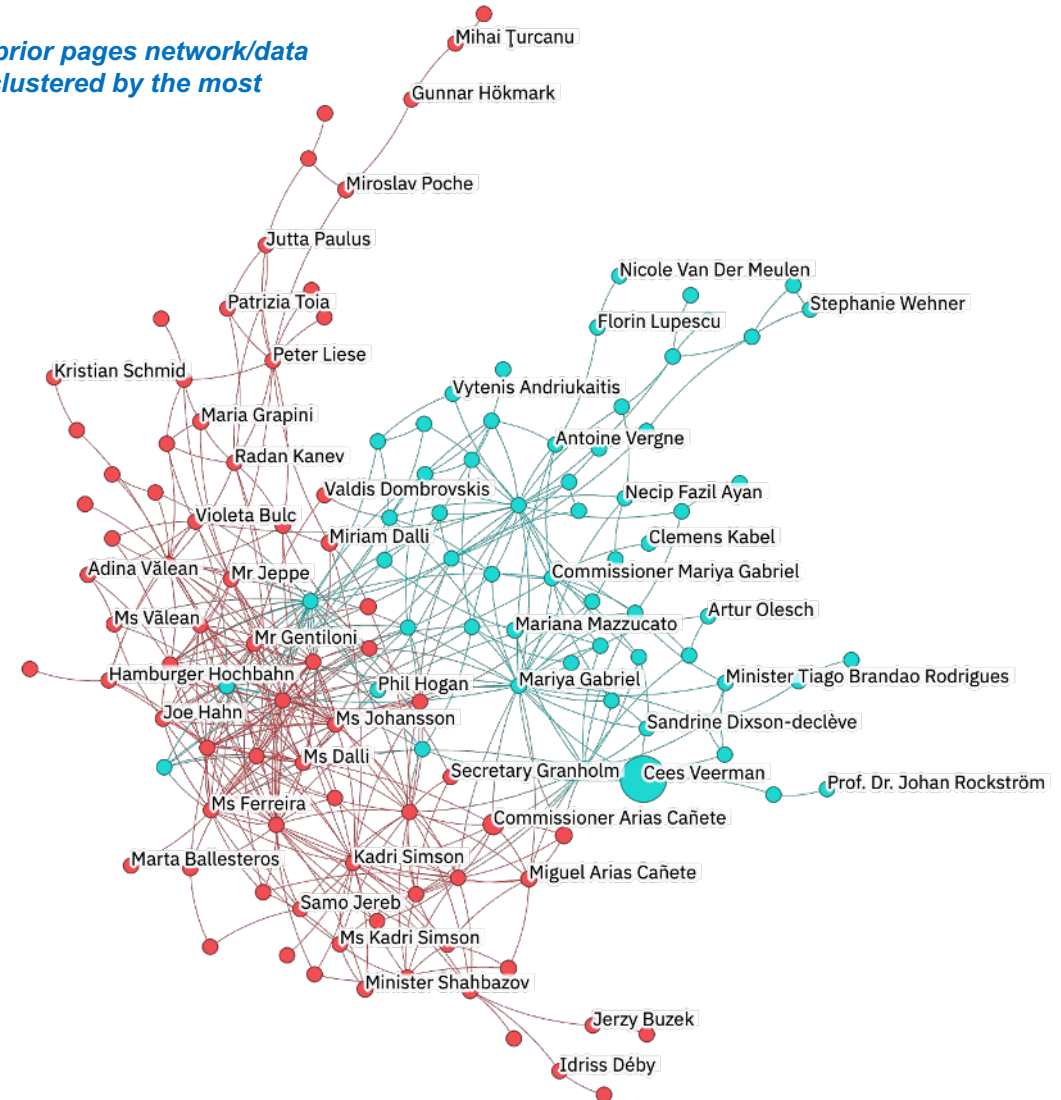 prior pages network/data
clustered by the most
Mihai Ţurcanu
Gunnar Hökmark
Miroslav Poche
Jutta Paulus
Nicole Van Der Meulen
Patrizia Toia
Stephanie Wehner
Florin Lupescu
Peter Liese
Kristian Schmid
Vytenis Andriukaitis
Maria Grapini
Antoine Vergne
Radan Kanev
Valdis Dombrovskis
Necip Fazil Ayan
Violeta Bulc
Miriam Dalli
Clemens Kabel
Adina Vălean
Mr Jeppe
Commissioner Mariya Gabriel
Artur Olesch
Ms Vãlean
Mariana Mazzucato
Mr Gentiloni
Hamburger Hochbahn
Phil Hogan
Mariya Gabriel
Minister Tiago Brandao Rodrigues
Joe Hahn
Ms Johansson
Sandrine Dixson-declève
Ms Dalli
Secretary Granholm
Cees Veerman
Prof. Dr. Johan Rockström
Ms Ferreira
Commissioner Arias Cañete
Marta Ballesteros
Kadri Simson
Miguel Arias Cañete
Samo Jereb
Ms Kadri Simson
Minister Shahbazov
Jerzy Buzek
Idriss Déby